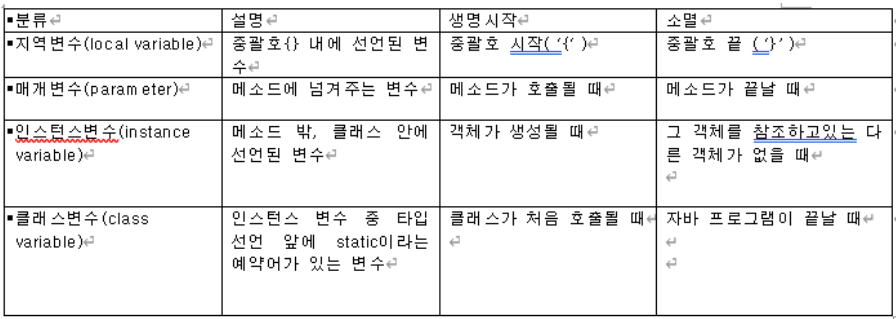 ▪분류 설명 생명시작 소멸
▪지역변수(local variable) 중괄호{} 내에 선언된 변 중괄호 시작( ‘{‘ ) 중괄호 끝 ( ‘}’ )
수
▪매개변수(param eter) 메소드에 넘겨주는 변수 메소드가 호출될 때 메소드가 끝날 때
▪인스턴스변수(instance 메소드 밖, 클래스 안에 객체가 생성될 때 그 객체를 참조하고있는 다
variable) 선언된 변수 른 객체가 없을 때
▪클래스변수(class 인스턴스 변수 중 타입 클래스가 처음 호출될 때 자바 프로그램이 끝날 때
variable) 선언 앞에 static이라는
예약어가 있는 변수